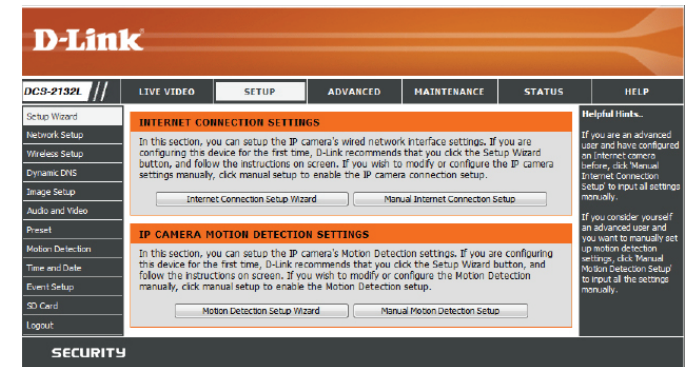 D-Link
DCS-2132L // LIVE VIDEO SETUP ADVANCED MAINTENANCE STATUS HELP
Setup Wizard
Network Setup
Wireless Setup
Dynamic DNS
Image Setup
Audio and Video
Preset
Motion Detection
Time and Date
Event Setup
SD Card
Logout
INTERNET CONNECTION SETTINGS
In this section, you can setup the IP camera's wired network interface settings. If you are
configuring this device for the first time, D-Link recommends that you click the Setup Wizard
button, and follow the instructions on screen. If you wish to modify or configure the IP camera
settings manually, click manual setup to enable the IP camera connection setup.
Internet Connection Setup Wizard Manual Internet Connection Setup
IP CAMERA MOTION DETECTION SETTINGS
In this section, you can setup the IP camera's Motion Detection settings. If you are configuring
this device for the first time, D-Link recommends that you click the Setup Wizard button, and
follow the instructions on screen. If you wish to modify or configure the Motion Detection
manually, click manual setup to enable the Motion Detection setup.
Motion Detection Setup Wizard Manual Motion Detection Setup
Helpful Hints..
If you are an advanced
user and have configured
an Internet camera
before, click 'Manual
Internet Connection
Setup' to input all settings
manually.
If you consider yourself
an advanced user and
you want to manually set
up motion detection
settings, click 'Manual
Motion Detection Setup'
to input all the settings
manually.
SECURITY